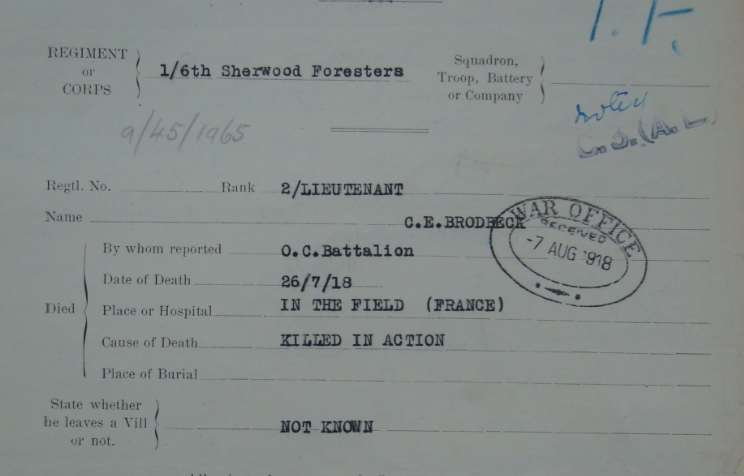 T.F.
REGIMENT
or
CORPS
1/6th Sherwood Foresters
Squadron,
Troop, Battery
or Company
noted
9/45/1965
Regtl. No. Rank 2/LIEUTENANT
Name C.E.BRODBECK
WAR OFFICE
RECEIVED
-7 AUG 1918
Died
By whom reported O.C.Battalion
Date of Death 26/7/18
Place or Hospital IN THE FIELD (FRANCE)
Cause of Death KILLED IN ACTION
Place of Burial
State whether
he leaves a Will
or not.
NOT KNOWN